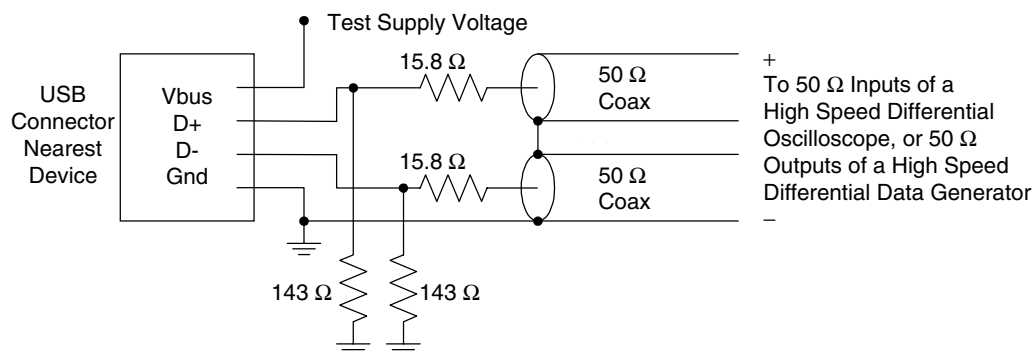 Test Supply Voltage
USB
Connector
Nearest
Device
Vbus
D+
D-
Gnd
15.8 Ω
50 Ω
Coax
15.8 Ω
50 Ω
Coax
+
To 50 Ω Inputs of a
High Speed Differential
Oscilloscope, or 50 Ω
Outputs of a High Speed
Differential Data Generator
−
143 Ω
143 Ω